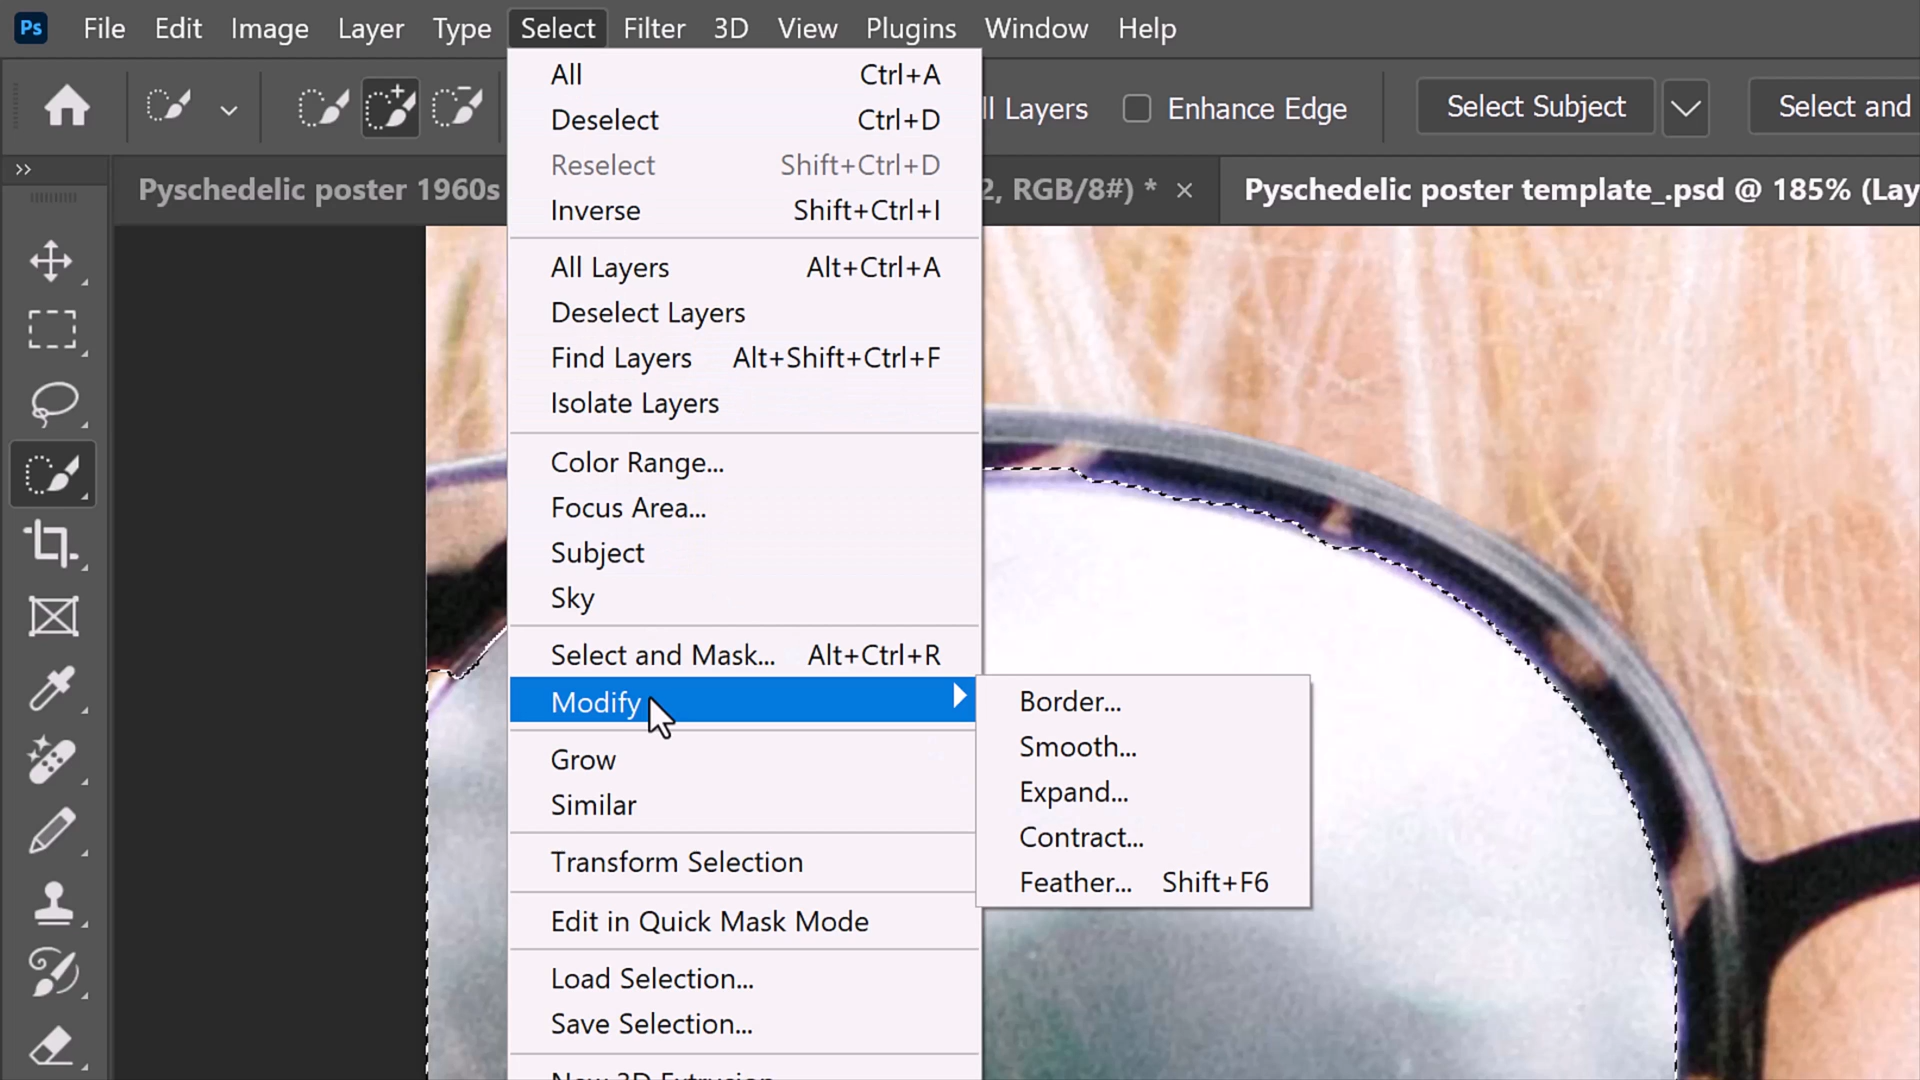 Ps File Edit Image Layer Type Select Filter 3D View Plugins Window Help
ll Layers Enhance Edge Select Subject Select and
Pyschedelic poster 1960s 2, RGB/8#) * × Pyschedelic poster template_.psd @ 185% (Lay
All Ctrl+A
Deselect Ctrl+D
Reselect Shift+Ctrl+D
Inverse Shift+Ctrl+I
All Layers Alt+Ctrl+A
Deselect Layers
Find Layers Alt+Shift+Ctrl+F
Isolate Layers
Color Range...
Focus Area...
Subject
Sky
Select and Mask... Alt+Ctrl+R
Modify
Border...
Smooth...
Expand...
Contract...
Feather... Shift+F6
Grow
Similar
Transform Selection
Edit in Quick Mask Mode
Load Selection...
Save Selection...
New 3D Extrusion